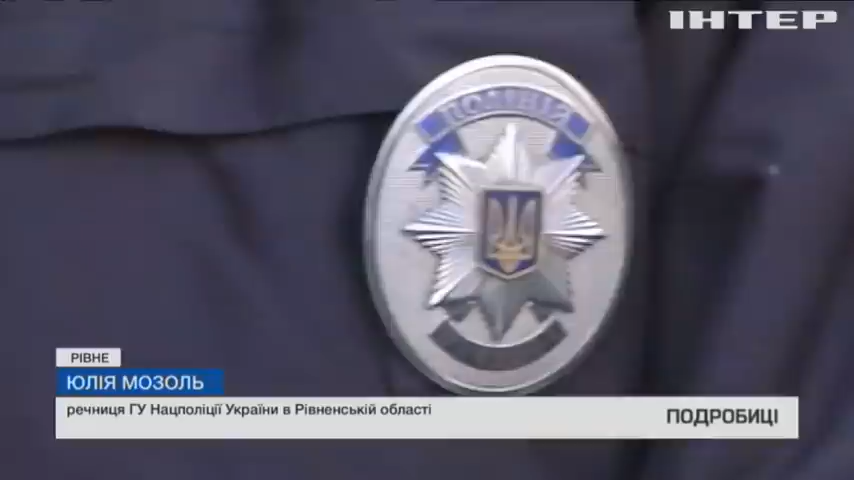 ІНТЕР
ПОЛІЦІЯ
РІВНЕ
ЮЛІЯ МОЗОЛЬ
речниця ГУ Нацполіції України в Рівненській області
ПОДРОБИЦІ